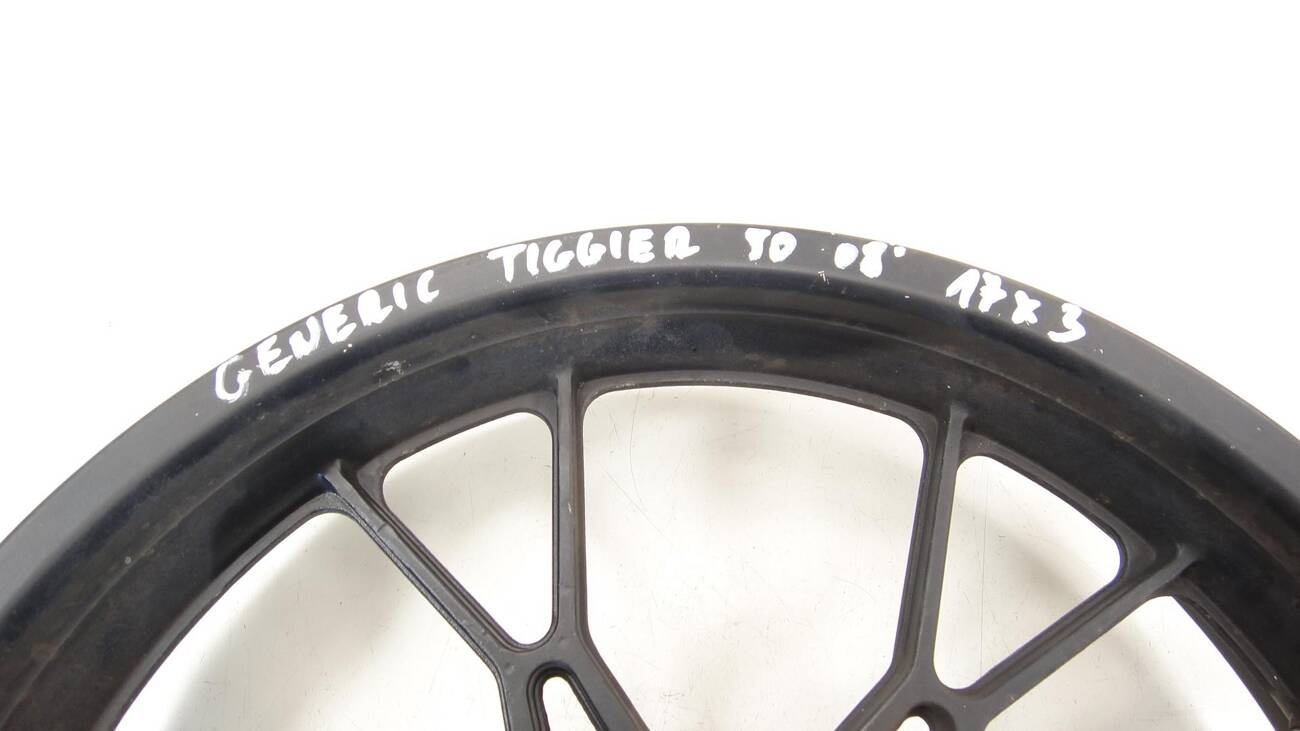 GENERIC TIGGIER 50 08' 17x3